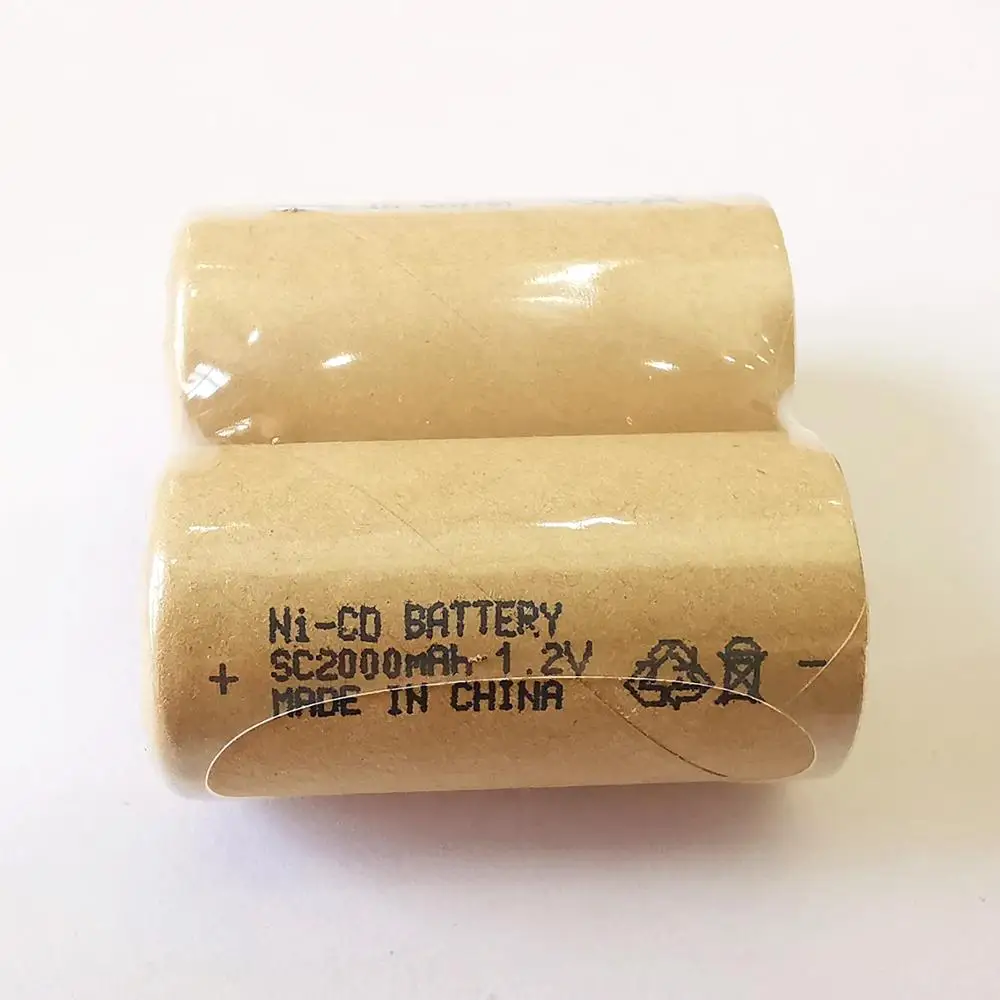 Ni-CD BATTERY
+ SC2000mAh 1.2V -
MADE IN CHINA